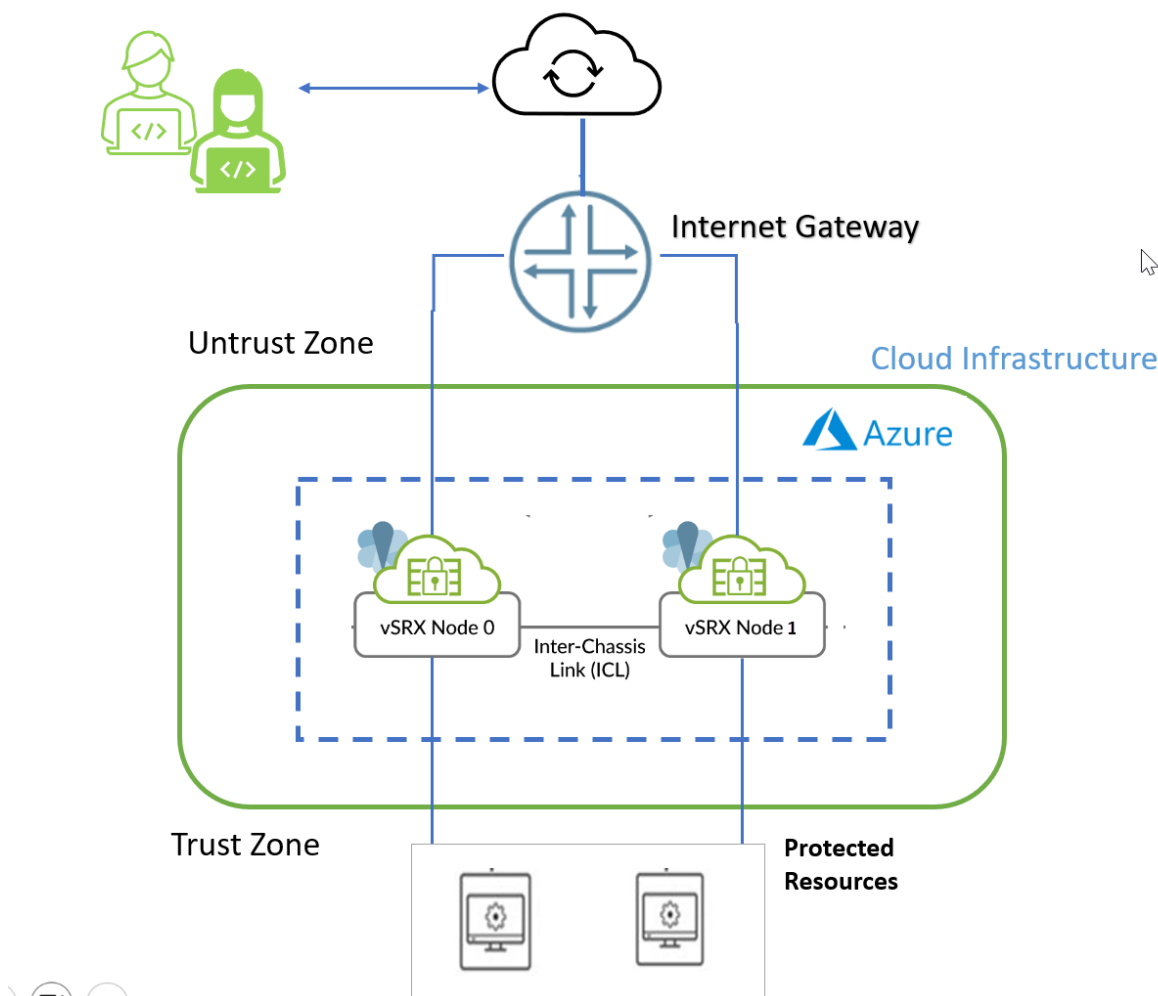 </>
</>
Internet Gateway
Untrust Zone
Cloud Infrastructure
Azure
vSRX Node 0
vSRX Node 1
Inter-Chassis
Link (ICL)
Trust Zone
Protected
Resources